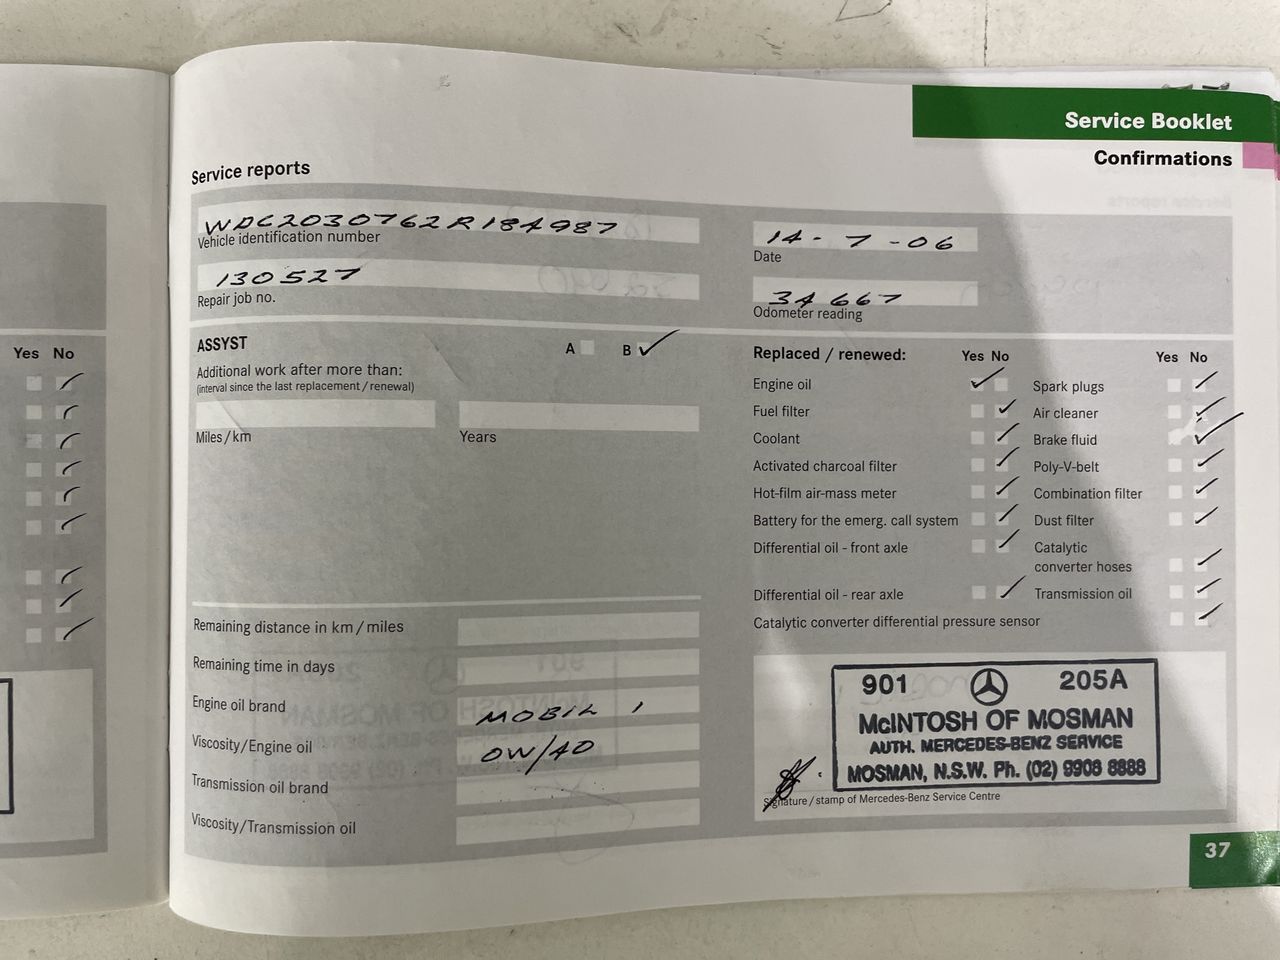 Service Booklet
Confirmations
Service reports
WDC2030762R184987
Vehicle identification number
14 - 7 - 06
Date
130527
Repair job no.
34 667
Odometer reading
ASSYST
A
B
Additional work after more than:
(interval since the last replacement / renewal)
Miles / km
Years
Replaced / renewed:
Yes No
Yes No
Engine oil
Spark plugs
Fuel filter
Air cleaner
Coolant
Brake fluid
Activated charcoal filter
Poly-V-belt
Hot-film air-mass meter
Combination filter
Battery for the emerg. call system
Dust filter
Differential oil - front axle
Catalytic
converter hoses
Differential oil - rear axle
Transmission oil
Catalytic converter differential pressure sensor
Remaining distance in km / miles
Remaining time in days
Engine oil brand
MOBIL 1
Viscosity/Engine oil
0W/40
Transmission oil brand
Viscosity/Transmission oil
901 205A
McINTOSH OF MOSMAN
AUTH. MERCEDES-BENZ SERVICE
MOSMAN, N.S.W. Ph. (02) 9908 8888
Signature / stamp of Mercedes-Benz Service Centre
37
Yes No